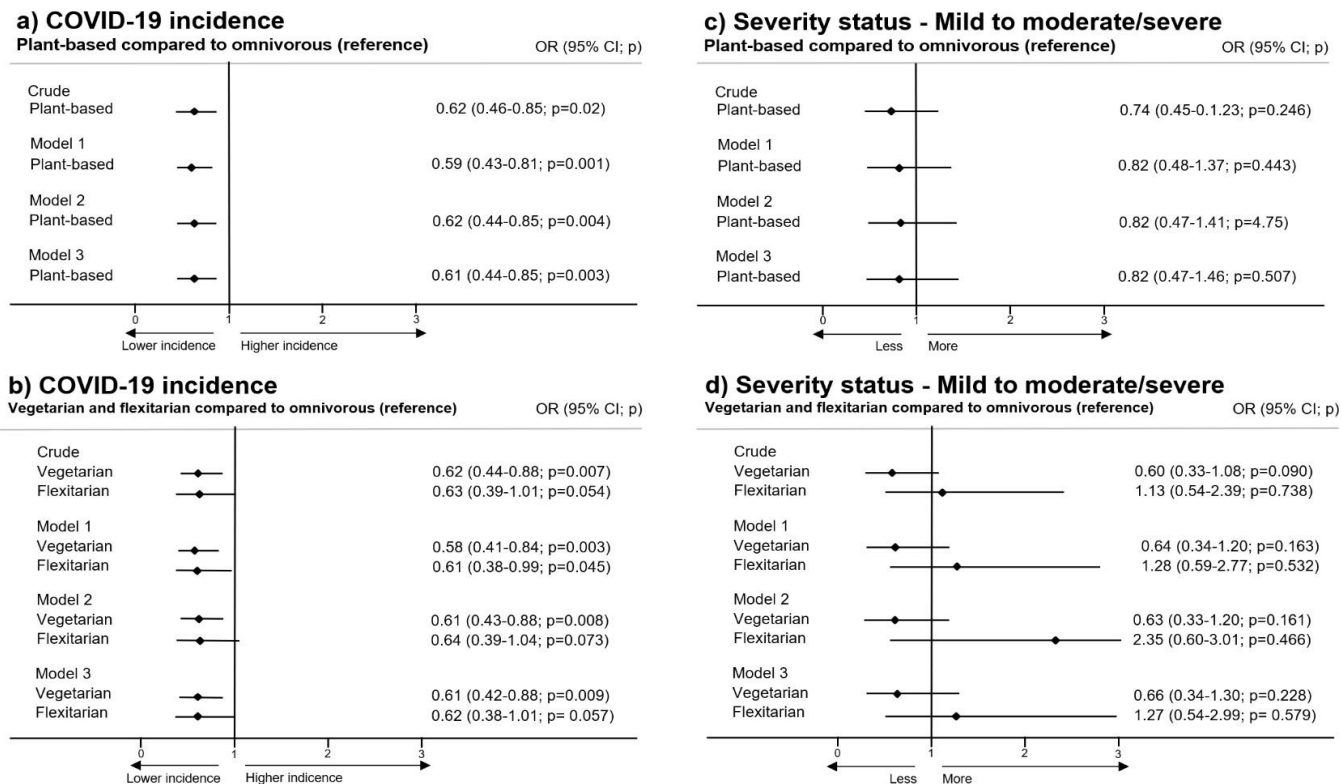 a) COVID-19 incidence
Plant-based compared to omnivorous (reference) OR (95% CI; p)
Crude
Plant-based 0.62 (0.46-0.85; p=0.02)
Model 1
Plant-based 0.59 (0.43-0.81; p=0.001)
Model 2
Plant-based 0.62 (0.44-0.85; p=0.004)
Model 3
Plant-based 0.61 (0.44-0.85; p=0.003)
0 1 2 3
Lower incidence Higher incidence
b) COVID-19 incidence
Vegetarian and flexitarian compared to omnivorous (reference) OR (95% CI; p)
Crude
Vegetarian 0.62 (0.44-0.88; p=0.007)
Flexitarian 0.63 (0.39-1.01; p=0.054)
Model 1
Vegetarian 0.58 (0.41-0.84; p=0.003)
Flexitarian 0.61 (0.38-0.99; p=0.045)
Model 2
Vegetarian 0.61 (0.43-0.88; p=0.008)
Flexitarian 0.64 (0.39-1.04; p=0.073)
Model 3
Vegetarian 0.61 (0.42-0.88; p=0.009)
Flexitarian 0.62 (0.38-1.01; p= 0.057)
0 1 2 3
Lower incidence Higher indicence
c) Severity status - Mild to moderate/severe
Plant-based compared to omnivorous (reference) OR (95% CI; p)
Crude
Plant-based 0.74 (0.45-0.1.23; p=0.246)
Model 1
Plant-based 0.82 (0.48-1.37; p=0.443)
Model 2
Plant-based 0.82 (0.47-1.41; p=4.75)
Model 3
Plant-based 0.82 (0.47-1.46; p=0.507)
0 1 2 3
Less More
d) Severity status - Mild to moderate/severe
Vegetarian and flexitarian compared to omnivorous (reference) OR (95% CI; p)
Crude
Vegetarian 0.60 (0.33-1.08; p=0.090)
Flexitarian 1.13 (0.54-2.39; p=0.738)
Model 1
Vegetarian 0.64 (0.34-1.20; p=0.163)
Flexitarian 1.28 (0.59-2.77; p=0.532)
Model 2
Vegetarian 0.63 (0.33-1.20; p=0.161)
Flexitarian 2.35 (0.60-3.01; p=0.466)
Model 3
Vegetarian 0.66 (0.34-1.30; p=0.228)
Flexitarian 1.27 (0.54-2.99; p= 0.579)
0 1 2 3
Less More